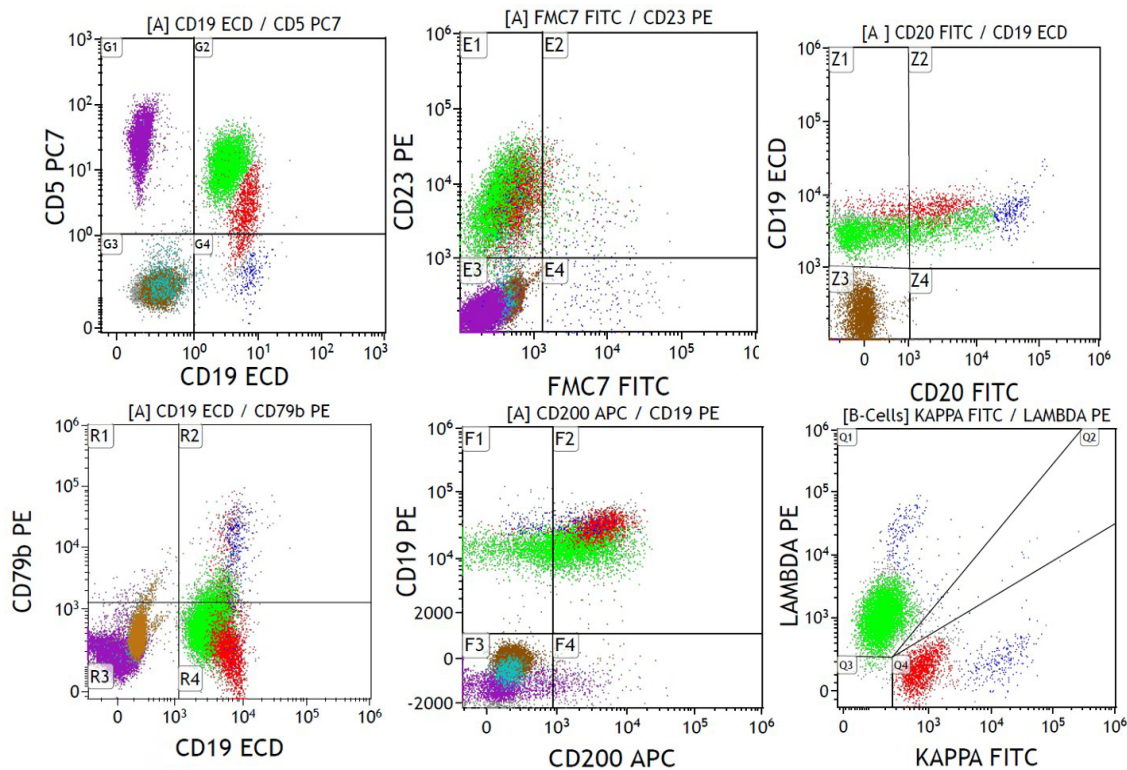 [A] CD19 ECD / CD5 PC7
G1
G2
G3
G4
10³
10²
10¹
10⁰
0
CD5 PC7
0
10⁰
10¹
10²
10³
CD19 ECD
[A] FMC7 FITC / CD23 PE
E1
E2
E3
E4
10⁶
10⁵
10⁴
10³
CD23 PE
10³
10⁴
10⁵
10
FMC7 FITC
[A ] CD20 FITC / CD19 ECD
Z1
Z2
Z3
Z4
10⁶
10⁵
10⁴
10³
0
CD19 ECD
0
10³
10⁴
10⁵
10⁶
CD20 FITC
[A] CD19 ECD / CD79b PE
R1
R2
R3
R4
10⁶
10⁵
10⁴
10³
0
CD79b PE
0
10³
10⁴
10⁵
10⁶
CD19 ECD
[A] CD200 APC / CD19 PE
F1
F2
F3
F4
10⁶
10⁵
10⁴
2000
0
-2000
CD19 PE
0
10³
10⁴
10⁵
10⁶
CD200 APC
[B-Cells] KAPPA FITC / LAMBDA PE
Q1
Q2
Q3
Q4
10⁶
10⁵
10⁴
10³
0
LAMBDA PE
0
10³
10⁴
10⁵
10⁶
KAPPA FITC